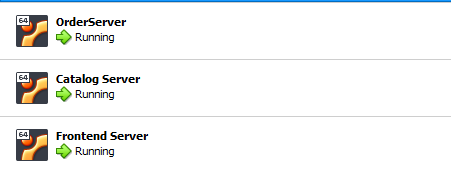 64
OrderServer
Running
64
Catalog Server
Running
64
Frontend Server
Running